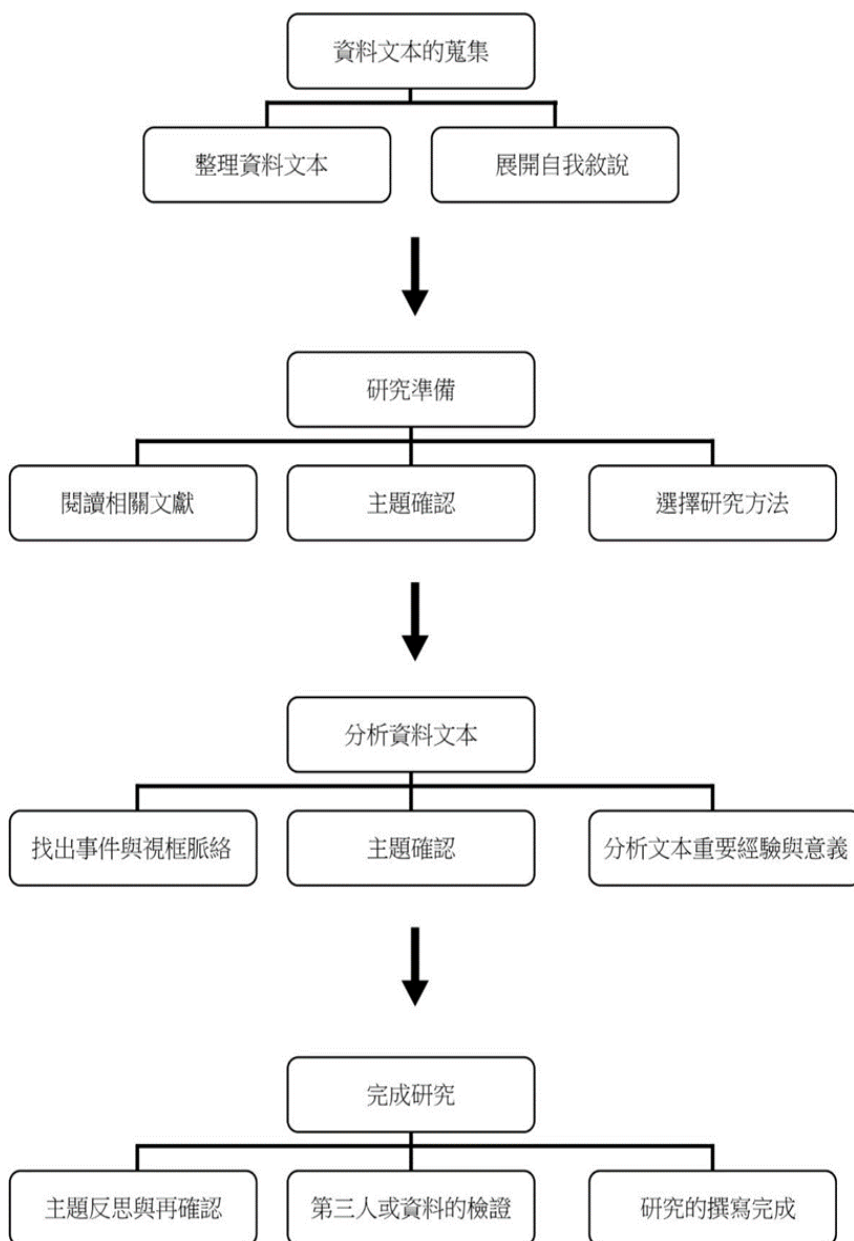 資料文本的蒐集
整理資料文本
展開自我敘說
研究準備
閱讀相關文獻
主題確認
選擇研究方法
分析資料文本
找出事件與視框脈絡
主題確認
分析文本重要經驗與意義
完成研究
主題反思與再確認
第三人或資料的檢證
研究的撰寫完成